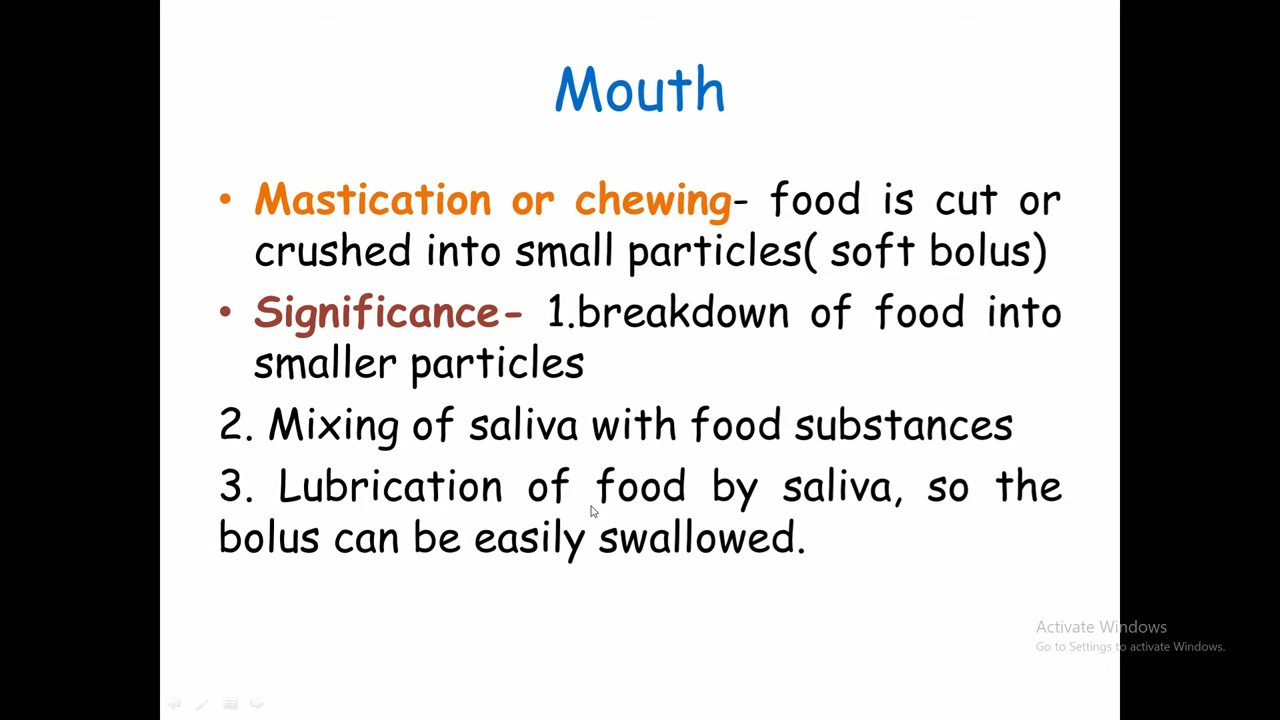 Mouth
• Mastication or chewing- food is cut or
crushed into small particles( soft bolus)
• Significance- 1.breakdown of food into
smaller particles
2. Mixing of saliva with food substances
3. Lubrication of food by saliva, so the
bolus can be easily swallowed.
Activate Windows
Go to Settings to activate Windows.